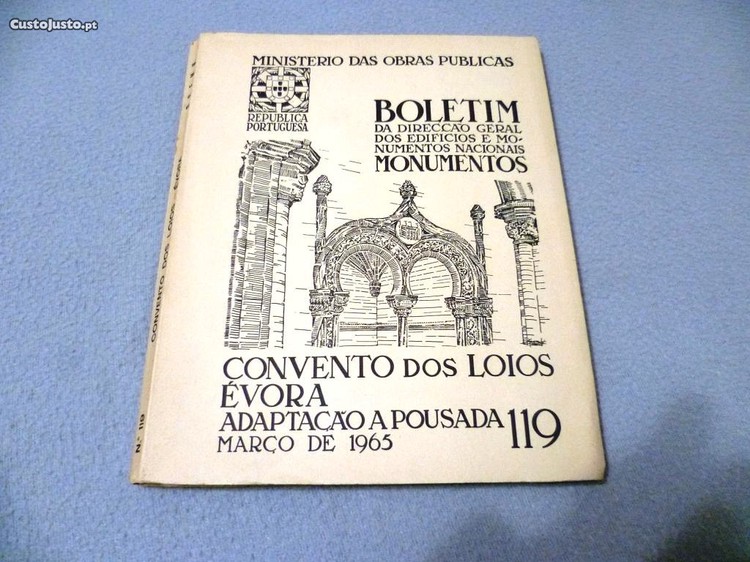 CustoJusto.pt
MINISTERIO DAS OBRAS PUBLICAS
REPUBLICA
PORTUGUESA
BOLETIM
DA DIRECCAO GERAL
DOS EDIFICIOS E MO-
NUMENTOS NACIONAIS
MONUMENTOS
CONVENTO DOS LOIOS
ÉVORA
ADAPTAÇÃO A POUSADA 119
MARÇO DE 1965
CONVENTO DOS LOIOS - ÉVORA
N.º 119